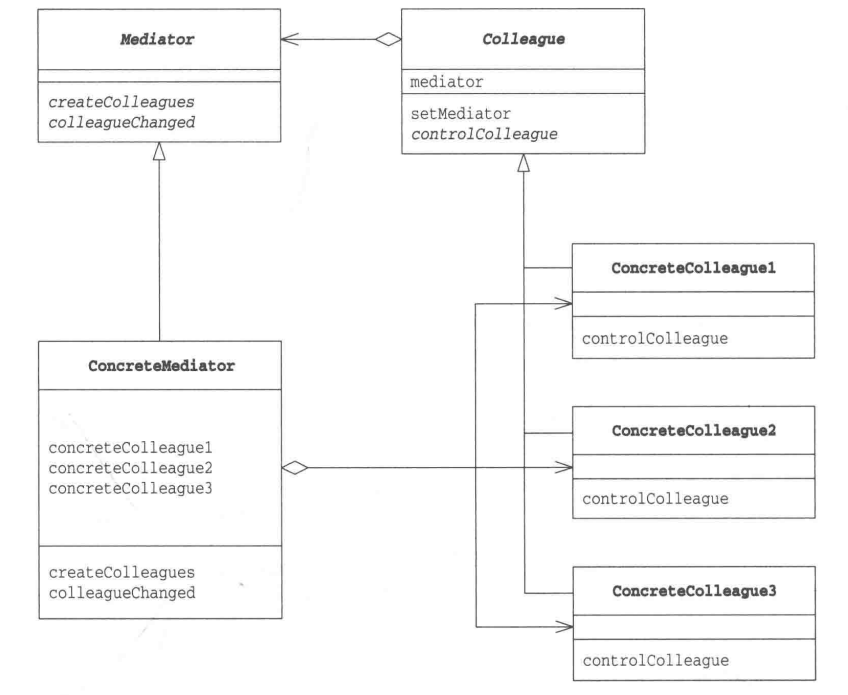 Mediator
createColleagues
colleagueChanged
Colleague
mediator
setMediator
controlColleague
ConcreteColleague1
controlColleague
ConcreteMediator
concreteColleague1
concreteColleague2
concreteColleague3
createColleagues
colleagueChanged
ConcreteColleague2
controlColleague
ConcreteColleague3
controlColleague